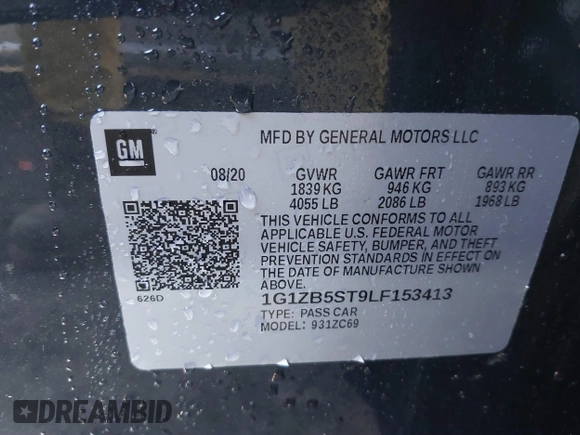 GM
MFD BY GENERAL MOTORS LLC
08/20 GVWR GAWR FRT GAWR RR
1839 KG 946 KG 893 KG
4055 LB 2086 LB 1968 LB
THIS VEHICLE CONFORMS TO ALL
APPLICABLE U.S. FEDERAL MOTOR
VEHICLE SAFETY, BUMPER, AND THEFT
PREVENTION STANDARDS IN EFFECT ON
THE DATE OF MANUFACTURE SHOWN
ABOVE.
626D
1G1ZB5ST9LF153413
TYPE: PASS CAR
MODEL: 931ZC69
DREAMBID